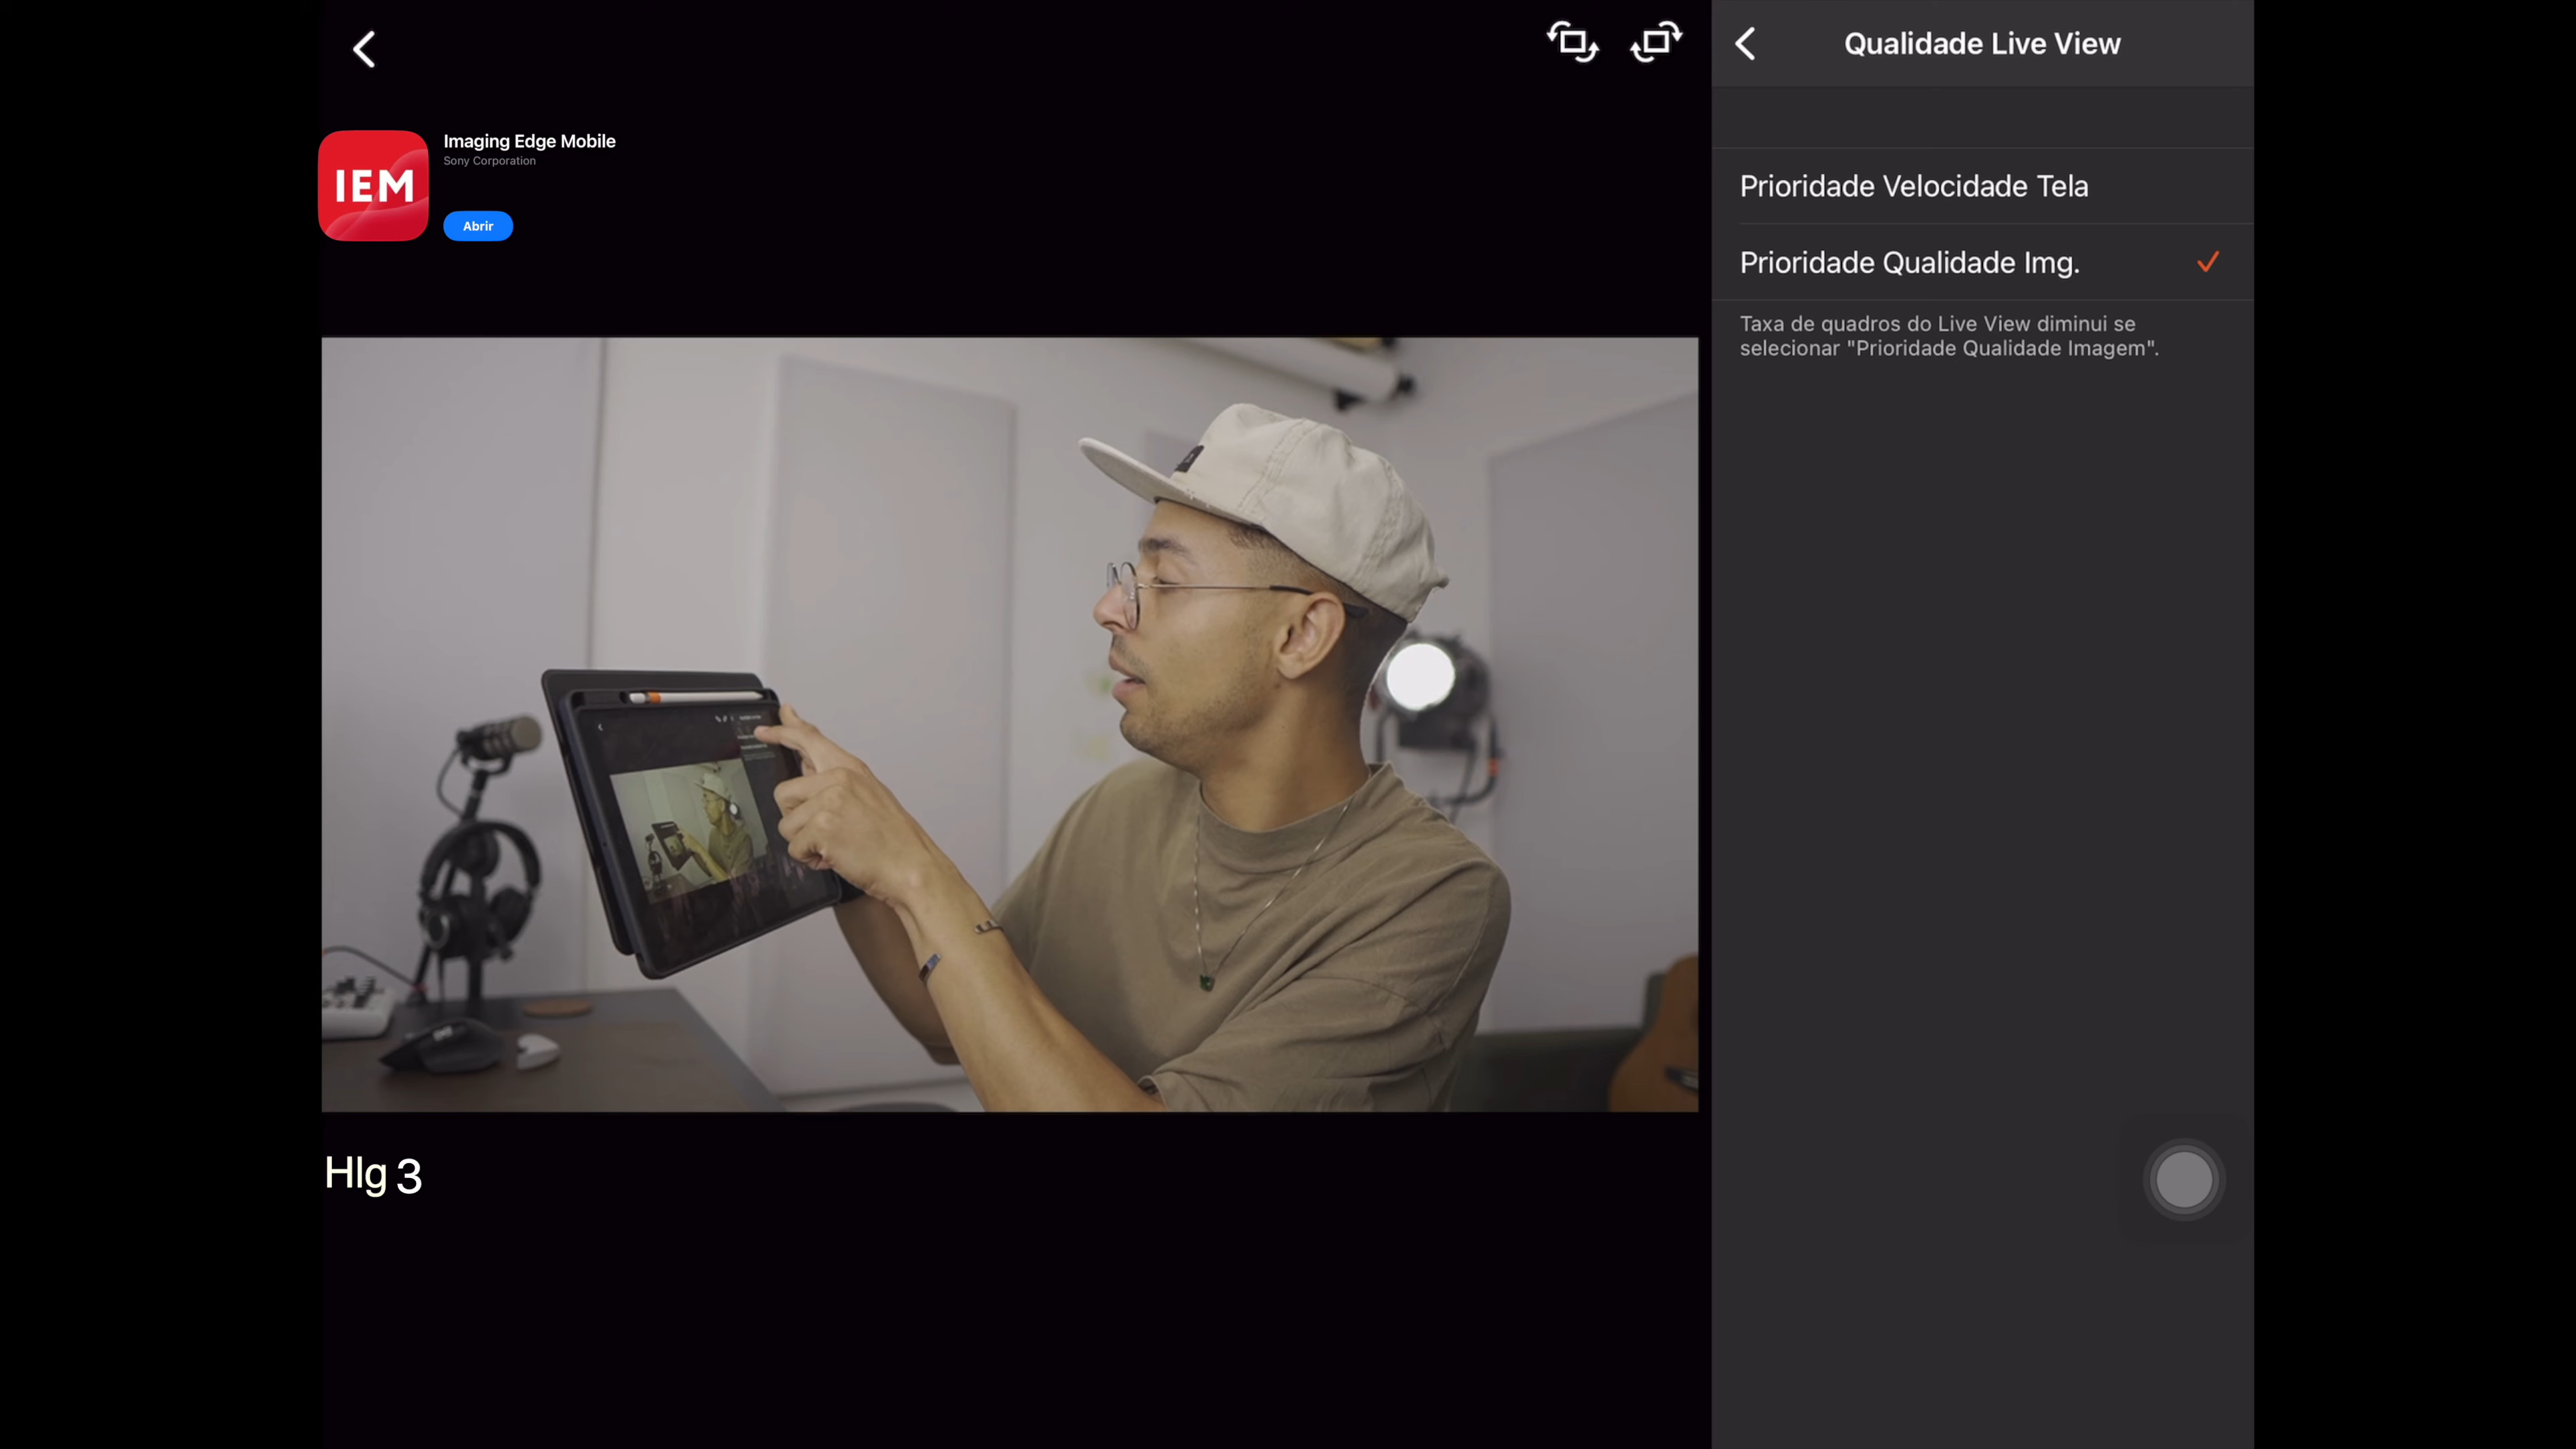 Qualidade Live View
Imaging Edge Mobile
Sony Corporation
IEM
Abrir
Prioridade Velocidade Tela
Prioridade Qualidade Img.
Taxa de quadros do Live View diminui se
selecionar "Prioridade Qualidade Imagem".
Hlg 3